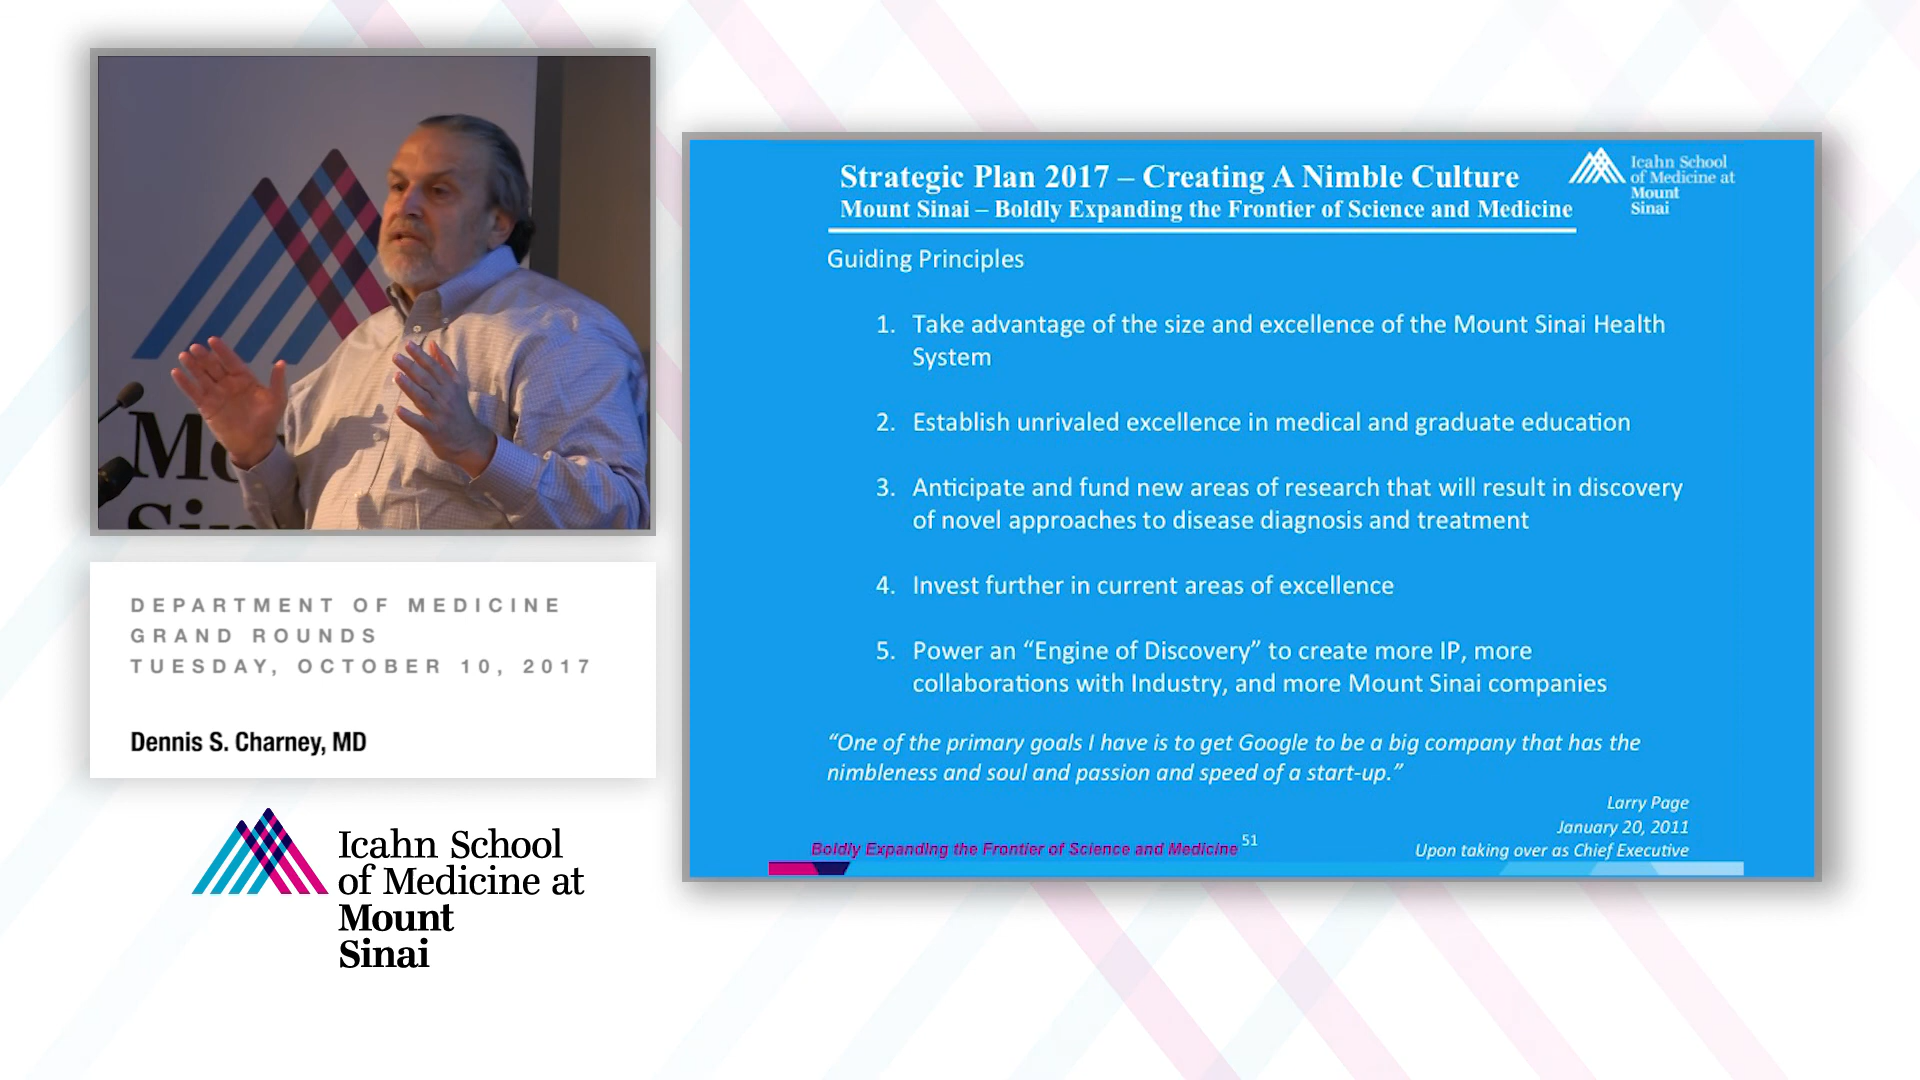 Mo
Sin
DEPARTMENT OF MEDICINE
GRAND ROUNDS
TUESDAY, OCTOBER 10, 2017
Dennis S. Charney, MD
Icahn School
of Medicine at
Mount
Sinai
Strategic Plan 2017 – Creating A Nimble Culture
Mount Sinai – Boldly Expanding the Frontier of Science and Medicine
Icahn School
of Medicine at
Mount
Sinai
Guiding Principles
1. Take advantage of the size and excellence of the Mount Sinai Health
System
2. Establish unrivaled excellence in medical and graduate education
3. Anticipate and fund new areas of research that will result in discovery
of novel approaches to disease diagnosis and treatment
4. Invest further in current areas of excellence
5. Power an “Engine of Discovery” to create more IP, more
collaborations with Industry, and more Mount Sinai companies
“One of the primary goals I have is to get Google to be a big company that has the
nimbleness and soul and passion and speed of a start-up.”
Larry Page
January 20, 2011
Upon taking over as Chief Executive
Boldly Expanding the Frontier of Science and Medicine 51